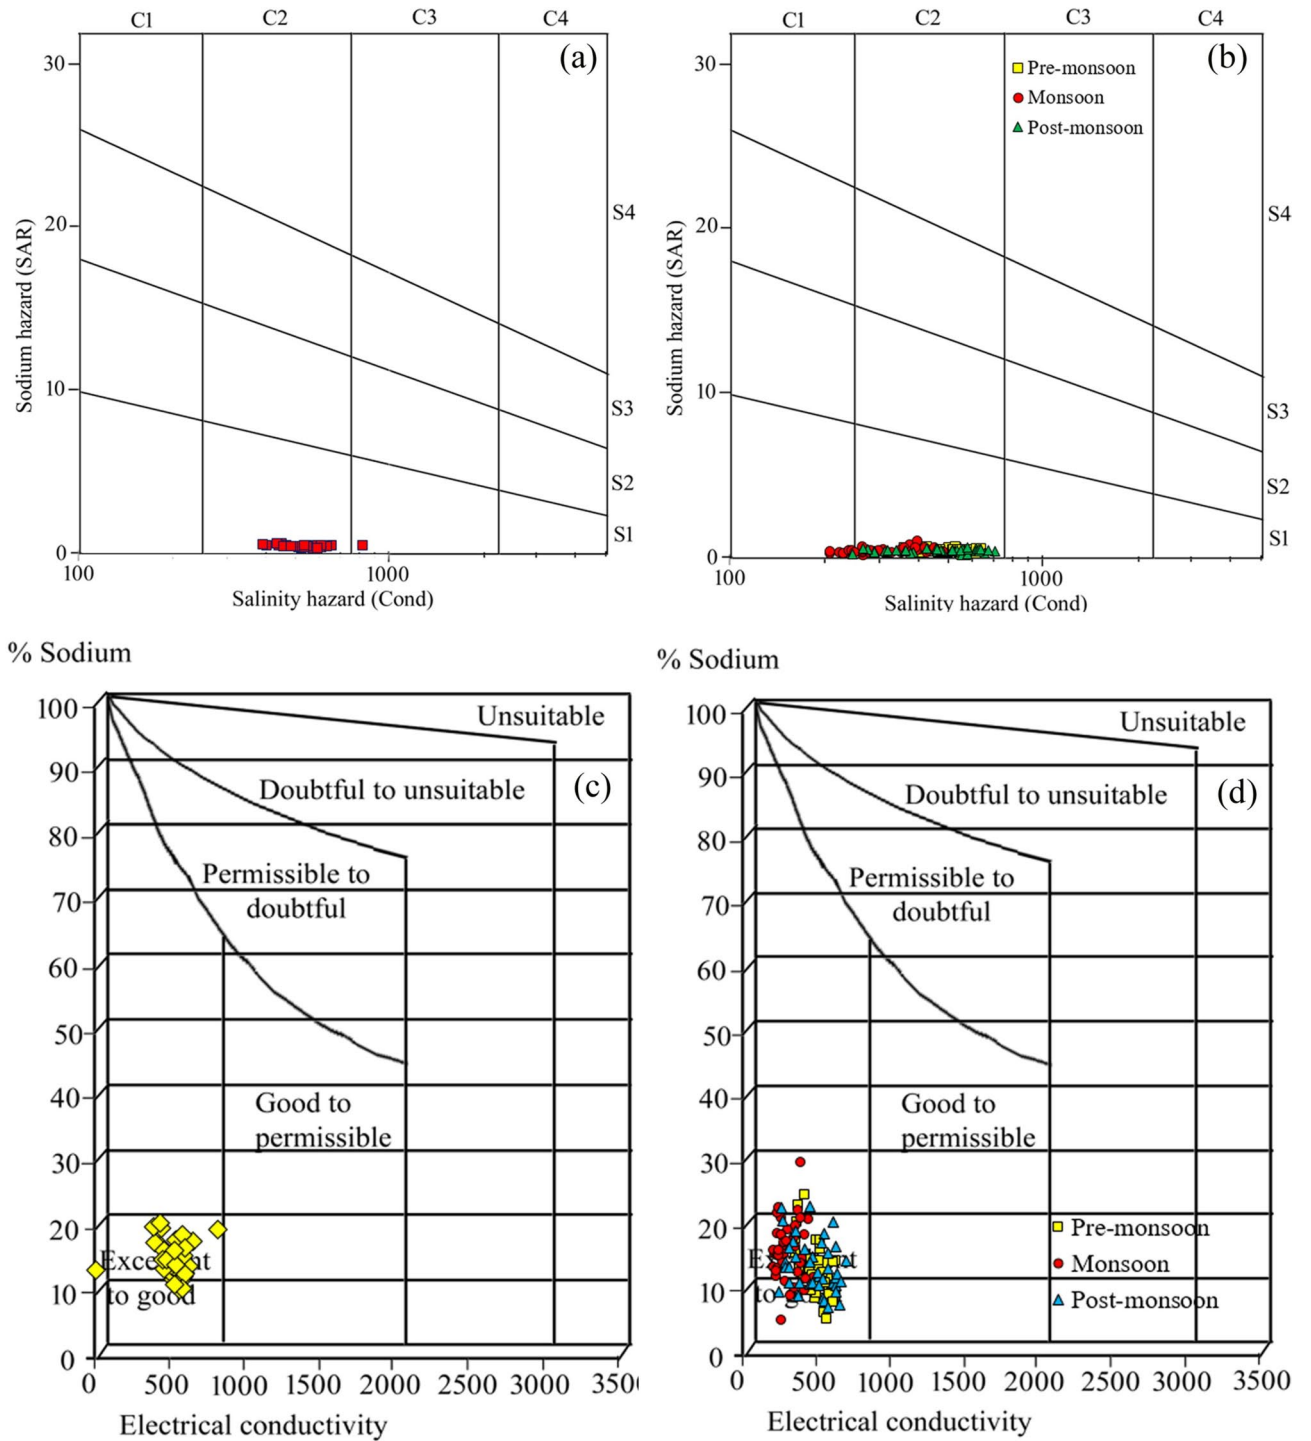 C1 C2 C3 C4
(a)
30
20
10
0
Sodium hazard (SAR)
S4
S3
S2
S1
100 1000
Salinity hazard (Cond)
C1 C2 C3 C4
(b)
Pre-monsoon
Monsoon
Post-monsoon
30
20
10
0
Sodium hazard (SAR)
S4
S3
S2
S1
100 1000
Salinity hazard (Cond)
% Sodium
100
90
80
70
60
50
40
30
20
10
0
Unsuitable
(c)
Doubtful to unsuitable
Permissible to
doubtful
Good to
permissible
Excellent
to good
0 500 1000 1500 2000 2500 3000 350
Electrical conductivity
% Sodium
100
90
80
70
60
50
40
30
20
10
0
Unsuitable
(d)
Doubtful to unsuitable
Permissible to
doubtful
Good to
permissible
to
Pre-monsoon
Monsoon
Post-monsoon
0 500 1000 1500 2000 2500 3000 3500
Electrical conductivity